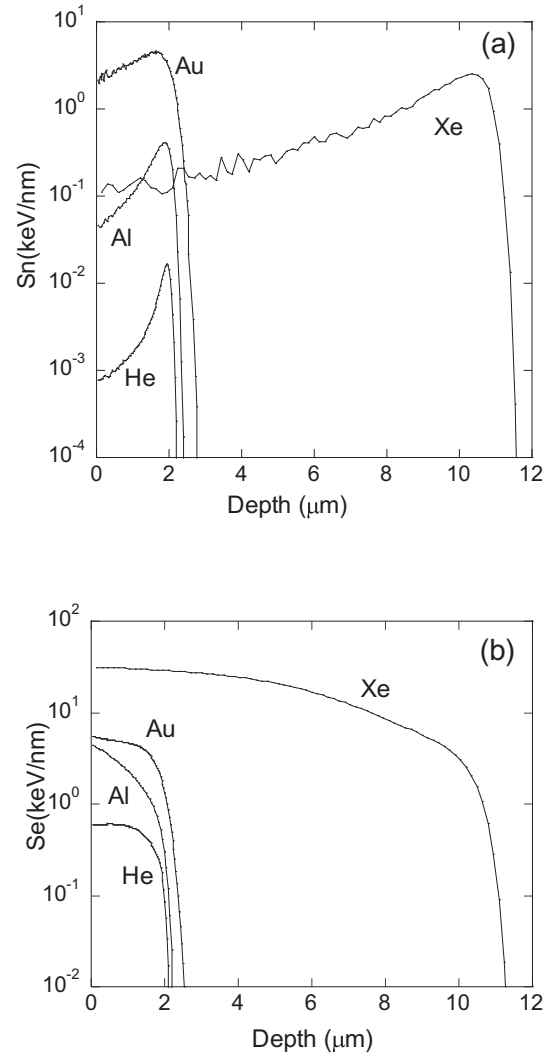 (a)
Sn(keV/nm)
10^1
10^0
10^-1
10^-2
10^-3
10^-4
Au
Xe
Al
He
0 2 4 6 8 10 12
Depth (μm)
(b)
Se(keV/nm)
10^2
10^1
10^0
10^-1
10^-2
Xe
Au
Al
He
0 2 4 6 8 10 12
Depth (μm)